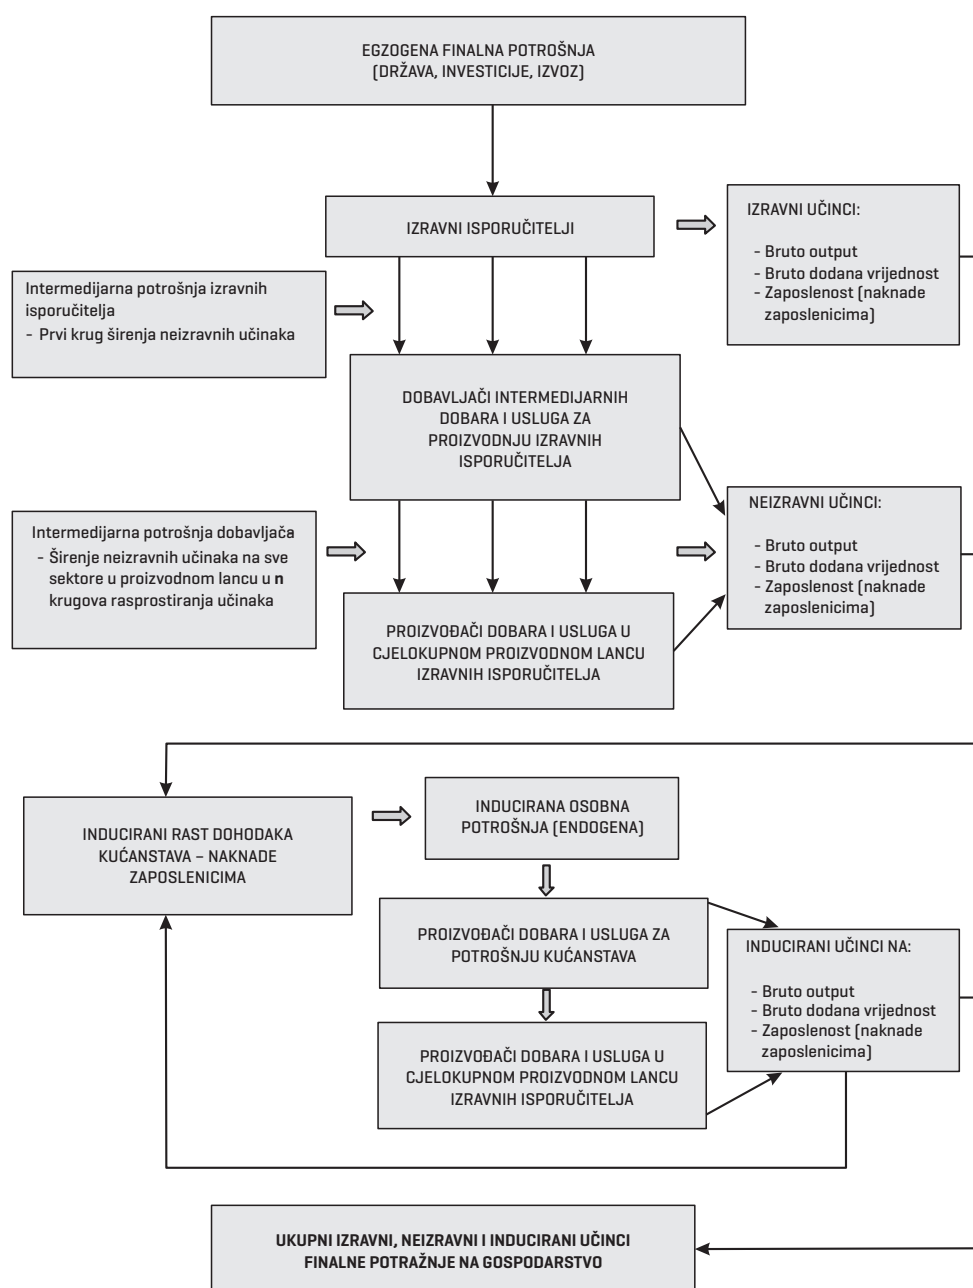 EGZOGENA FINALNA POTROŠNJA
(DRŽAVA, INVESTICIJE, IZVOZ)
IZRAVNI ISPORUČITELJI
IZRAVNI UČINCI:
- Bruto output
- Bruto dodana vrijednost
- Zaposlenost (naknade
zaposlenicima)
Intermedijarna potrošnja izravnih
isporučitelja
- Prvi krug širenja neizravnih učinaka
DOBAVLJAČI INTERMEDIJARNIH
DOBARA I USLUGA ZA
PROIZVODNJU IZRAVNIH
ISPORUČITELJA
NEIZRAVNI UČINCI:
- Bruto output
- Bruto dodana vrijednost
- Zaposlenost (naknade
zaposlenicima)
Intermedijarna potrošnja dobavljača
- Širenje neizravnih učinaka na sve
sektore u proizvodnom lancu u n
krugova rasprostiranja učinaka
PROIZVOĐAČI DOBARA I USLUGA U
CJELOKUPNOM PROIZVODNOM LANCU
IZRAVNIH ISPORUČITELJA
INDUCIRANI RAST DOHODAKA
KUĆANSTAVA – NAKNADE
ZAPOSLENICIMA
INDUCIRANA OSOBNA
POTROŠNJA (ENDOGENA)
PROIZVOĐAČI DOBARA I USLUGA ZA
POTROŠNJU KUĆANSTAVA
INDUCIRANI UČINCI NA:
- Bruto output
- Bruto dodana vrijednost
- Zaposlenost (naknade
zaposlenicima)
PROIZVOĐAČI DOBARA I USLUGA U
CJELOKUPNOM PROIZVODNOM LANCU
IZRAVNIH ISPORUČITELJA
UKUPNI IZRAVNI, NEIZRAVNI I INDUCIRANI UČINCI
FINALNE POTRAŽNJE NA GOSPODARSTVO